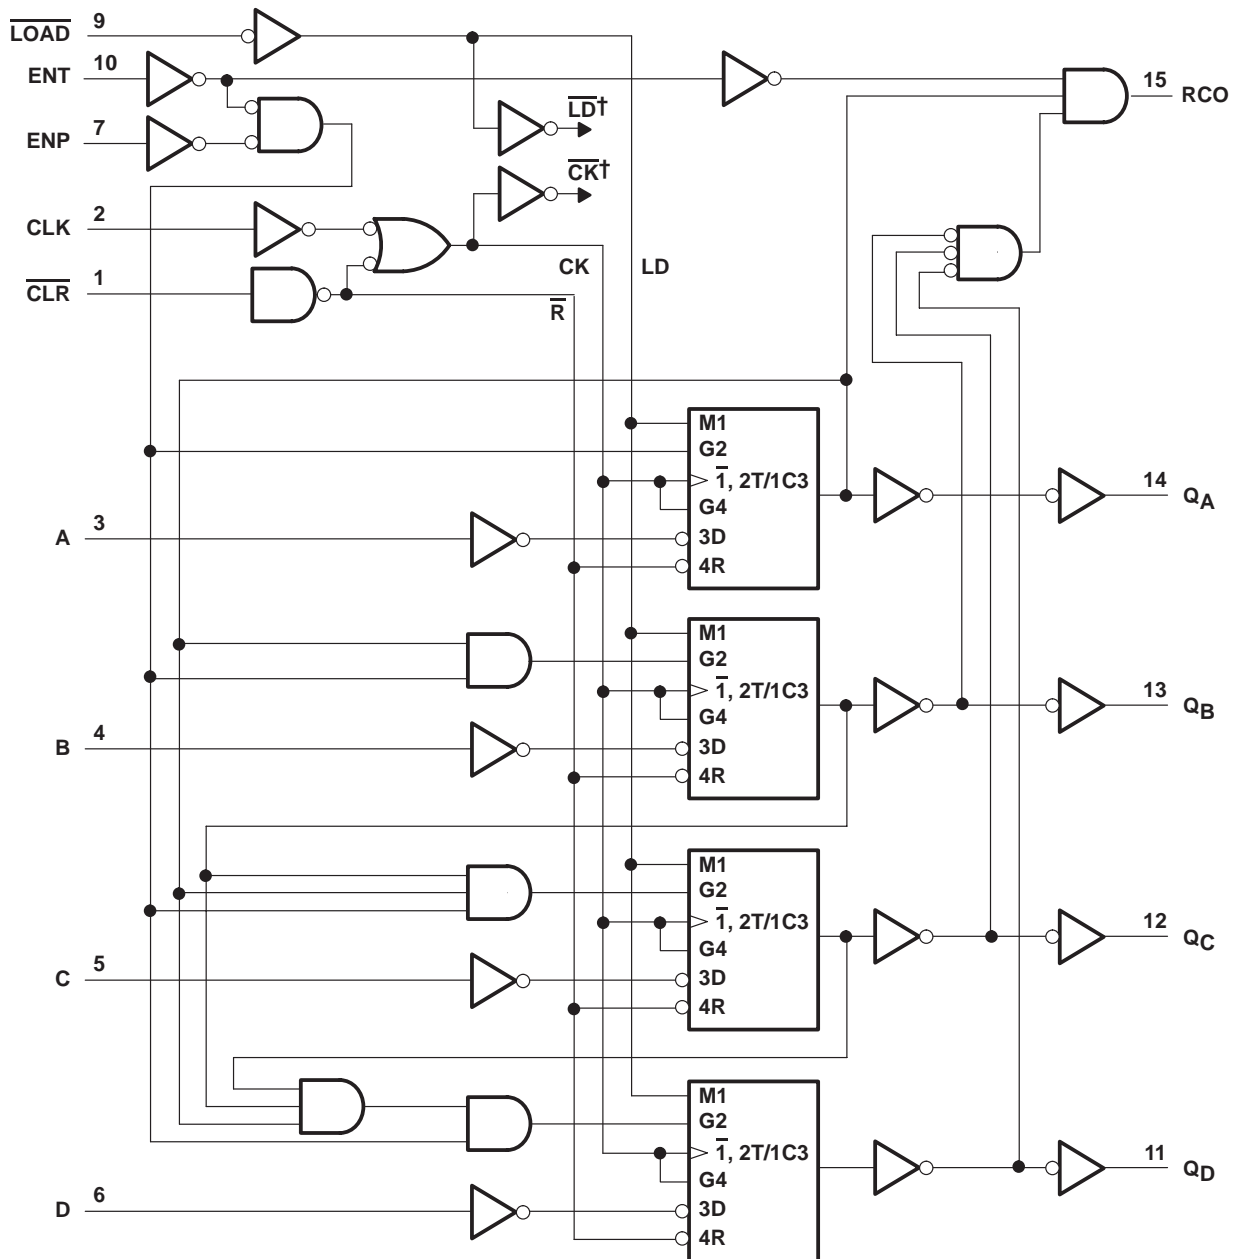 LOAD 9
ENT 10
ENP 7
CLK 2
CLR 1
LD†
CK†
15 RCO
CK
LD
R
M1
G2
1, 2T/1C3
G4
3D
4R
A 3
14 QA
M1
G2
1, 2T/1C3
G4
3D
4R
B 4
13 QB
M1
G2
1, 2T/1C3
G4
3D
4R
C 5
12 QC
M1
G2
1, 2T/1C3
G4
3D
4R
D 6
11 QD